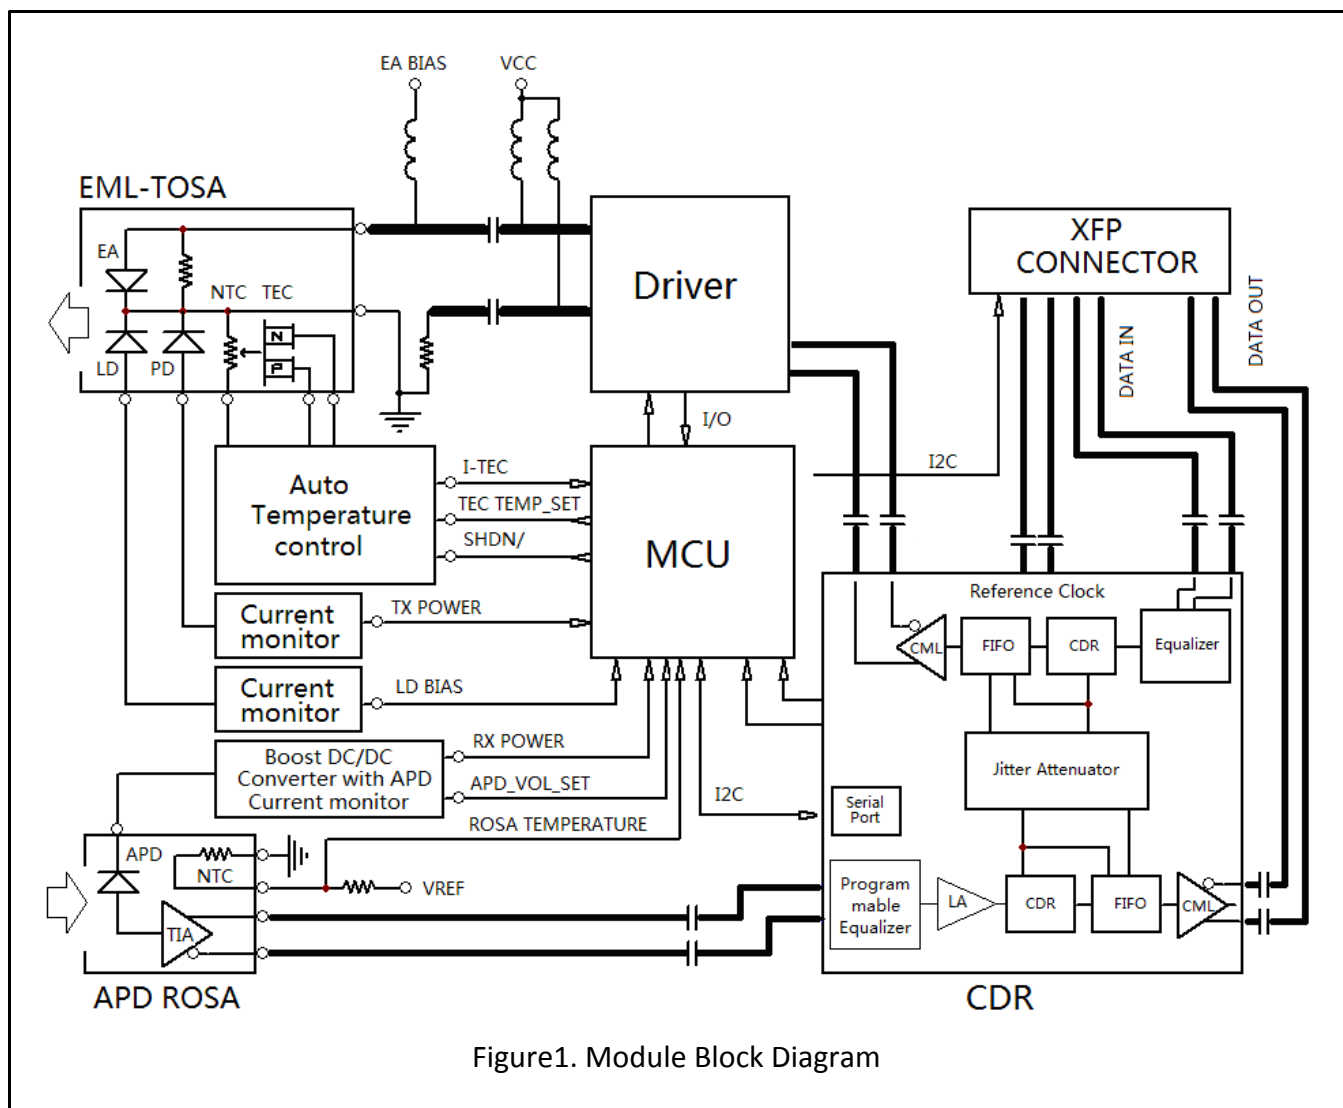 EA BIAS
VCC
EML-TOSA
EA
NTC TEC
N
P
LD
PD
Driver
XFP
CONNECTOR
DATA IN
DATA OUT
I/O
I2C
Auto
Temperature
control
I-TEC
TEC TEMP_SET
SHDN/
MCU
Current
monitor
TX POWER
Current
monitor
LD BIAS
Boost DC/DC
Converter with APD
Current monitor
RX POWER
APD_VOL_SET
ROSA TEMPERATURE
I2C
Reference Clock
CML
FIFO
CDR
Equalizer
Jitter Attenuator
Serial
Port
Program
mable
Equalizer
LA
CDR
FIFO
CML
APD
NTC
VREF
TIA
APD ROSA
CDR
Figure1. Module Block Diagram